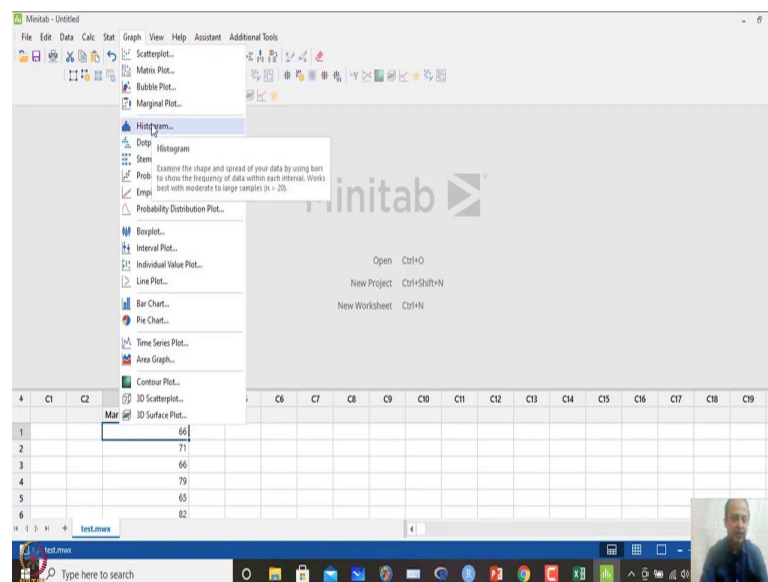 Minitab - Untitled
File Edit Data Calc Stat Graph View Help Assistant Additional Tools
Scatterplot...
Matrix Plot...
Bubble Plot...
Marginal Plot...
Histogram...
Dotp
Histogram
Stem
Examine the shape and spread of your data by using bars
Prob
to show the frequency of data within each interval. Works
Empi
best with moderate to large samples (n > 20).
Probability Distribution Plot...
Minitab
Boxplot...
Interval Plot...
Individual Value Plot...
Line Plot...
Open Ctrl+O
New Project Ctrl+Shift+N
New Worksheet Ctrl+N
Bar Chart...
Pie Chart...
Time Series Plot...
Area Graph...
Contour Plot...
3D Scatterplot...
3D Surface Plot...
C1 C2 C6 C7 C8 C9 C10 C11 C12 C13 C14 C15 C16 C17 C18 C19
Mar
1 66
2 71
3 66
4 79
5 65
6 82
test.mwx
test.mwx
Type here to search